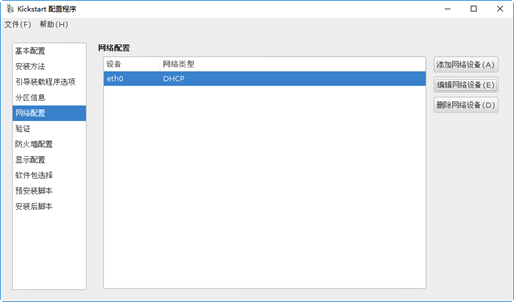 Kickstart 配置程序
文件(F) 帮助(H)
基本配置
安装方法
引导装载程序选项
分区信息
网络配置
验证
防火墙配置
显示配置
软件包选择
预安装脚本
安装后脚本
网络配置
设备 网络类型
eth0 DHCP
添加网络设备(A)
编辑网络设备(E)
删除网络设备(D)